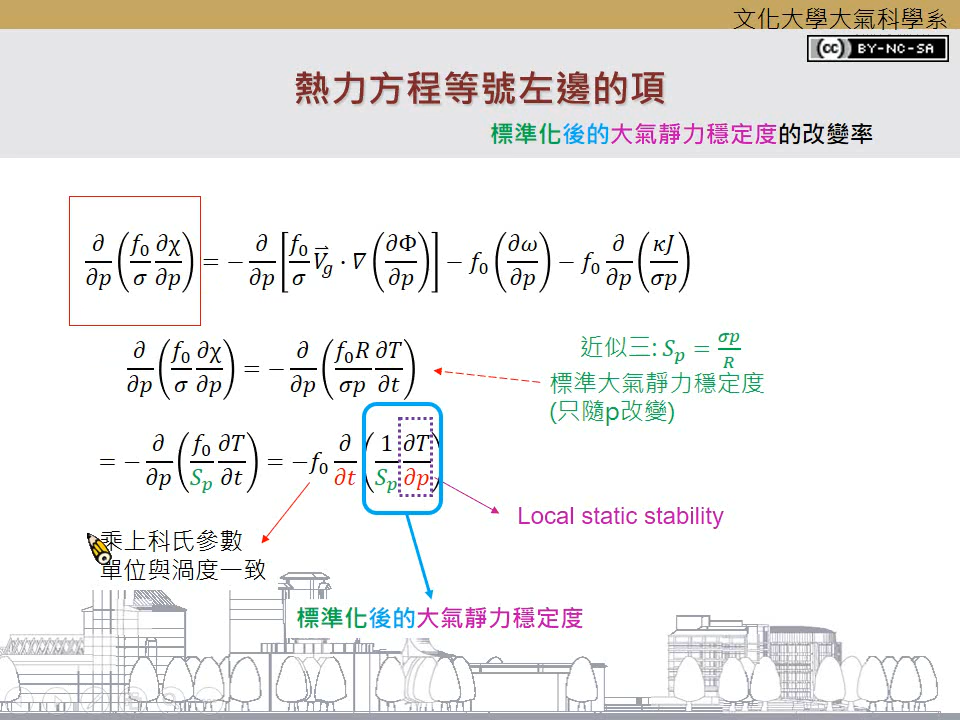 文化大學大氣科學系
(cc) BY-NC-SA
熱力方程等號左邊的項
標準化後的大氣靜力穩定度的改變率
∂/∂p (f₀/σ ∂χ/∂p) = − ∂/∂p [f₀/σ V⃗_g · ∇ (∂Φ/∂p)] − f₀ (∂ω/∂p) − f₀ ∂/∂p (κJ/σp)
∂/∂p (f₀/σ ∂χ/∂p) = − ∂/∂p (f₀R/σp ∂T/∂t)
近似三: S_p = σp/R
標準大氣靜力穩定度
(只隨p改變)
= − ∂/∂p (f₀/S_p ∂T/∂t) = −f₀ ∂/∂t (1/S_p ∂T/∂p)
Local static stability
乘上科氏參數
單位與渦度一致
標準化後的大氣靜力穩定度